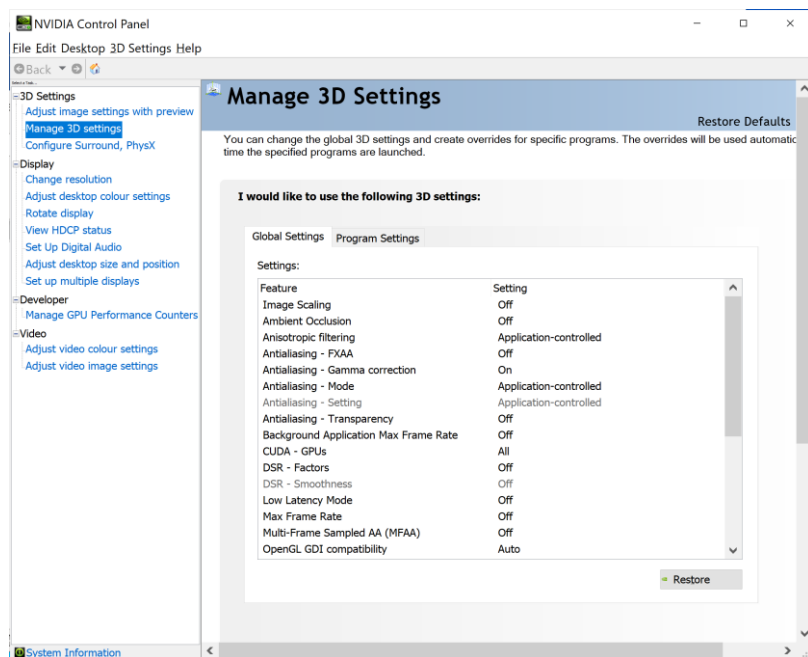 NVIDIA Control Panel
File Edit Desktop 3D Settings Help
Back
Select a Task...
3D Settings
Adjust image settings with preview
Manage 3D settings
Configure Surround, PhysX
Display
Change resolution
Adjust desktop colour settings
Rotate display
View HDCP status
Set Up Digital Audio
Adjust desktop size and position
Set up multiple displays
Developer
Manage GPU Performance Counters
Video
Adjust video colour settings
Adjust video image settings
System Information
Manage 3D Settings
Restore Defaults
You can change the global 3D settings and create overrides for specific programs. The overrides will be used automatic
time the specified programs are launched.
I would like to use the following 3D settings:
Global Settings Program Settings
Settings:
Feature Setting
Image Scaling Off
Ambient Occlusion Off
Anisotropic filtering Application-controlled
Antialiasing - FXAA Off
Antialiasing - Gamma correction On
Antialiasing - Mode Application-controlled
Antialiasing - Setting Application-controlled
Antialiasing - Transparency Off
Background Application Max Frame Rate Off
CUDA - GPUs All
DSR - Factors Off
DSR - Smoothness Off
Low Latency Mode Off
Max Frame Rate Off
Multi-Frame Sampled AA (MFAA) Off
OpenGL GDI compatibility Auto
Restore